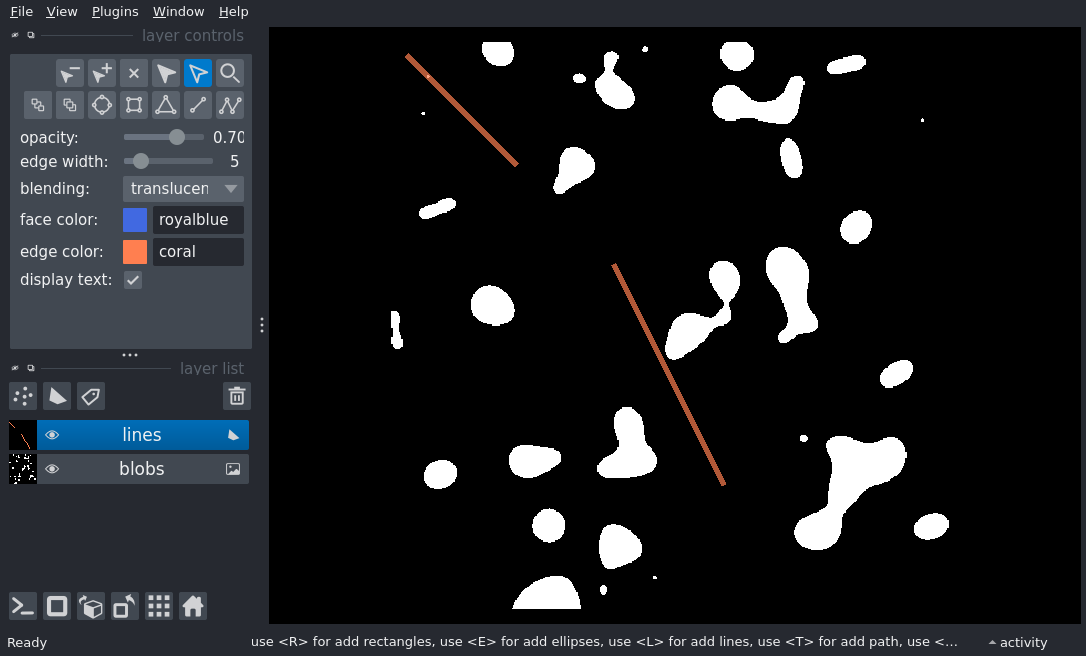 File View Plugins Window Help
layer controls
opacity: 0.70
edge width: 5
blending: translucen
face color: royalblue
edge color: coral
display text:
layer list
lines
blobs
Ready use <R> for add rectangles, use <E> for add ellipses, use <L> for add lines, use <T> for add path, use <... activity